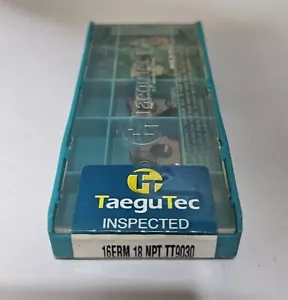 TaeguTec
INSPECTED
16ERM 18 NPT TT9030